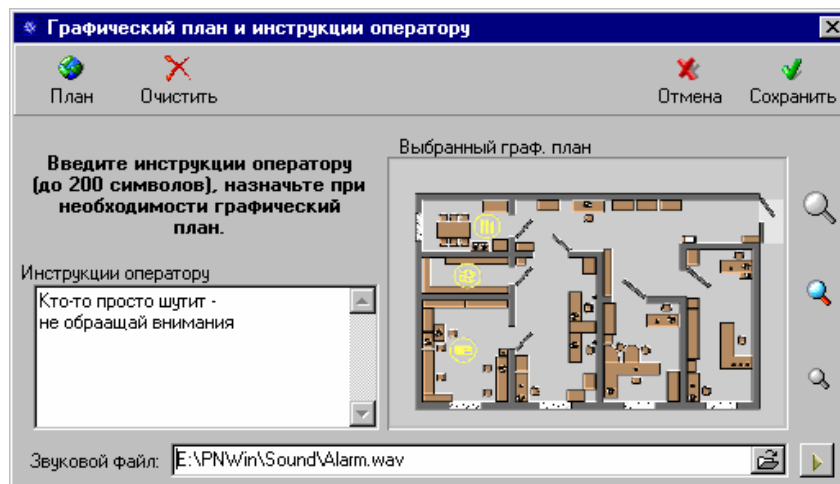 Графический план и инструкции оператору
План
Очистить
Отмена
Сохранить
Введите инструкции оператору
(до 200 символов), назначьте при
необходимости графический
план.
Выбранный граф. план
Инструкции оператору
Кто-то просто шутит -
не обраащай внимания
Звуковой файл:
E:\PNWin\Sound\Alarm.wav